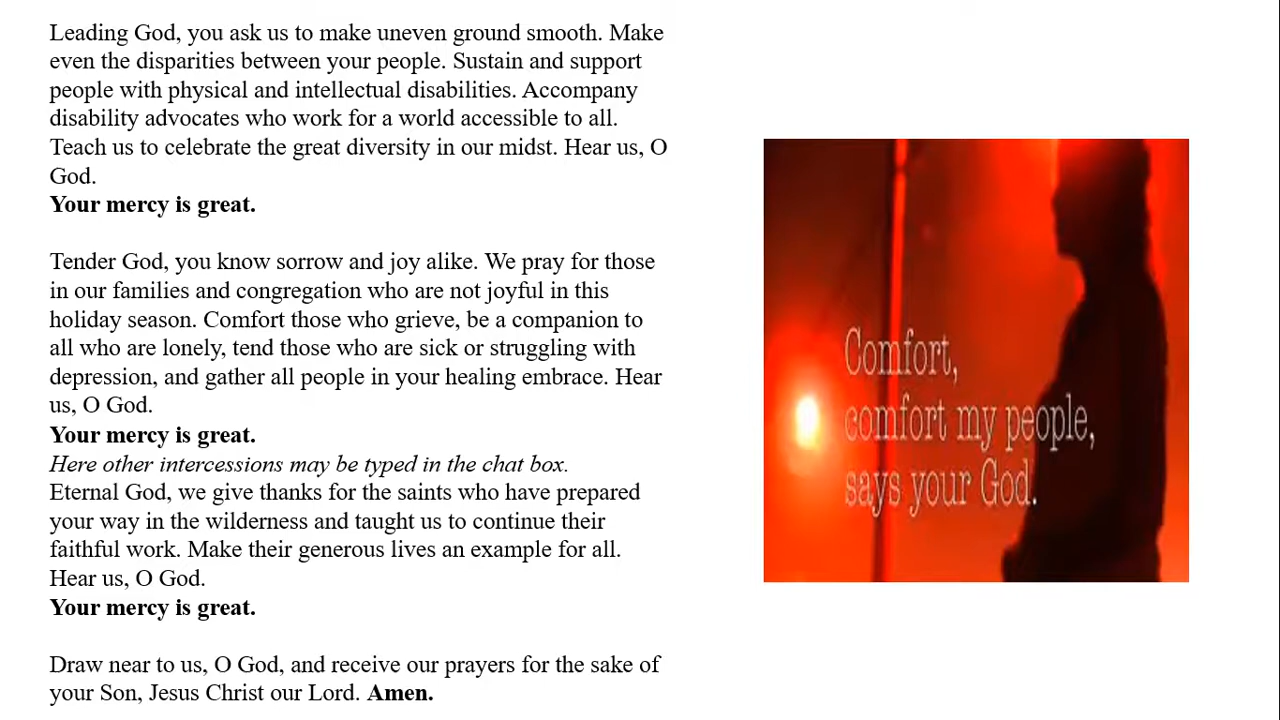 Leading God, you ask us to make uneven ground smooth. Make
even the disparities between your people. Sustain and support
people with physical and intellectual disabilities. Accompany
disability advocates who work for a world accessible to all.
Teach us to celebrate the great diversity in our midst. Hear us, O
God.
Your mercy is great.
Tender God, you know sorrow and joy alike. We pray for those
in our families and congregation who are not joyful in this
holiday season. Comfort those who grieve, be a companion to
all who are lonely, tend those who are sick or struggling with
depression, and gather all people in your healing embrace. Hear
us, O God.
Your mercy is great.
Here other intercessions may be typed in the chat box.
Eternal God, we give thanks for the saints who have prepared
your way in the wilderness and taught us to continue their
faithful work. Make their generous lives an example for all.
Hear us, O God.
Your mercy is great.
Draw near to us, O God, and receive our prayers for the sake of
your Son, Jesus Christ our Lord. Amen.
Comfort,
comfort my people,
says your God.